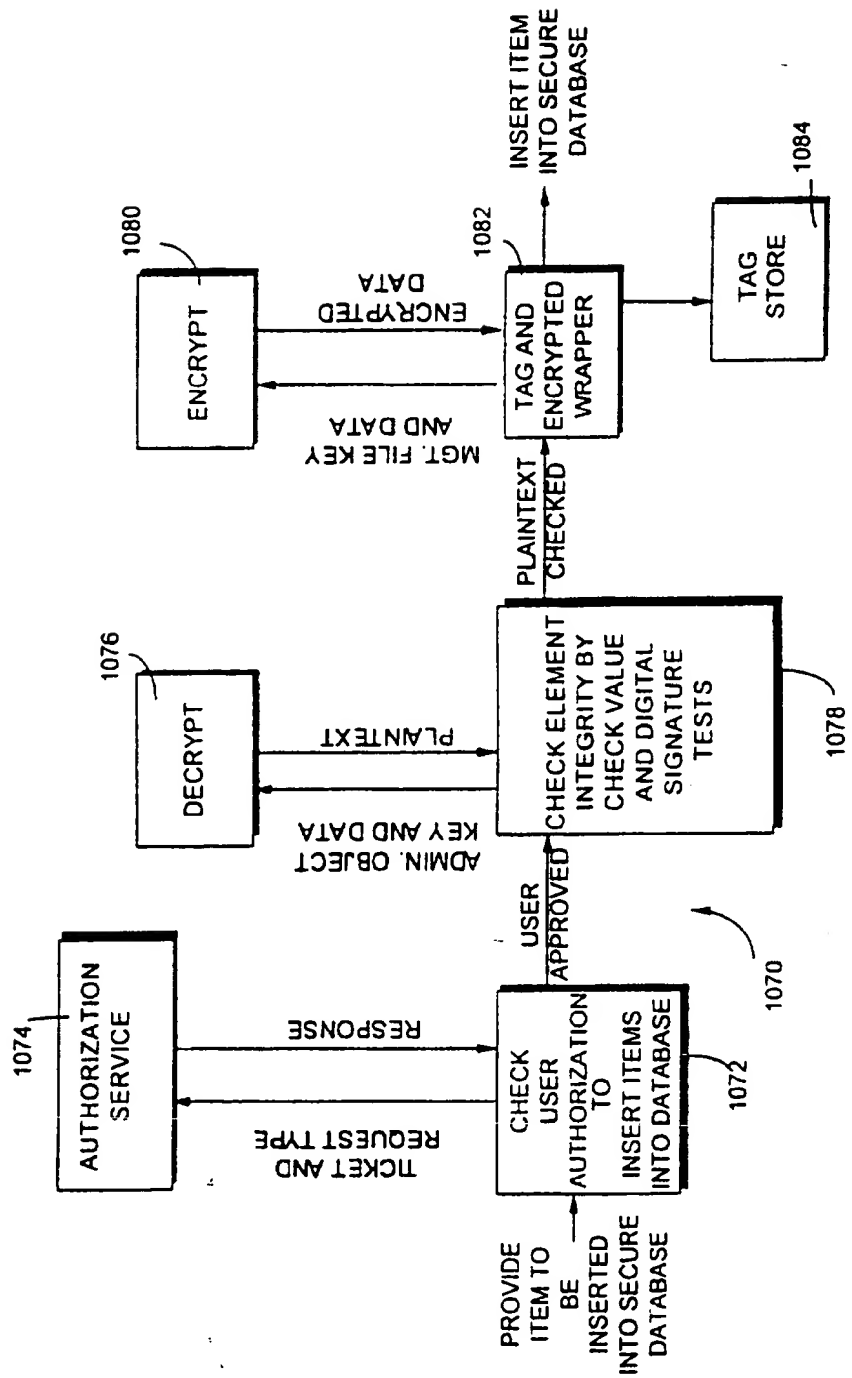 PROVIDE
ITEM TO
BE
INSERTED
INTO SECURE
DATABASE
CHECK
USER
AUTHORIZATION
TO
INSERT ITEMS
INTO DATABASE
1072
1070
TICKET AND
REQUEST TYPE
RESPONSE
AUTHORIZATION
SERVICE
1074
USER
APPROVED
CHECK ELEMENT
INTEGRITY BY
CHECK VALUE
AND DIGITAL
SIGNATURE
TESTS
1078
ADMIN. OBJECT
KEY AND DATA
PLAINTEXT
DECRYPT
1076
PLAINTEXT
CHECKED
TAG AND
ENCRYPTED
WRAPPER
1082
MGT. FILE KEY
AND DATA
ENCRYPTED
DATA
ENCRYPT
1080
INSERT ITEM
INTO SECURE
DATABASE
TAG
STORE
1084